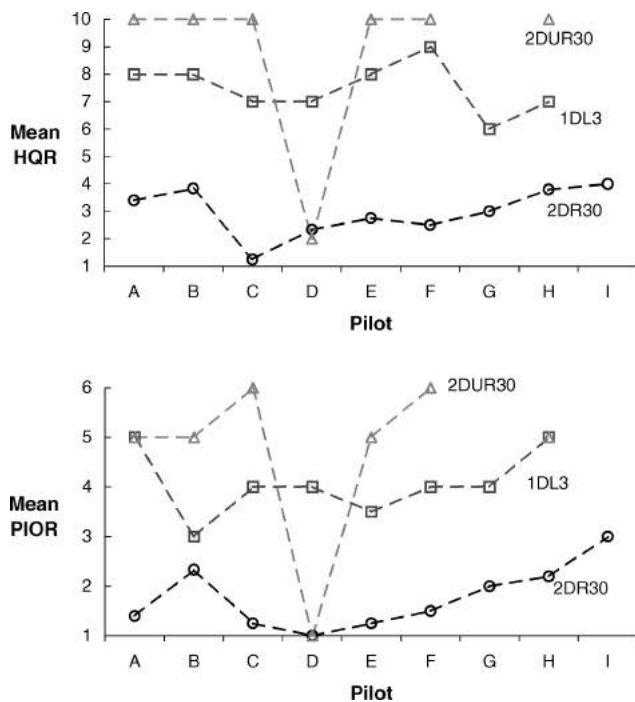 10
2DUR30
9
8
1DL3
7
Mean
HQR
6
5
4
3
2DR30
2
1
A B C D E F G H I
Pilot
6
2DUR30
5
1DL3
4
Mean
PIOR
3
2
2DR30
1
A B C D E F G H I
Pilot